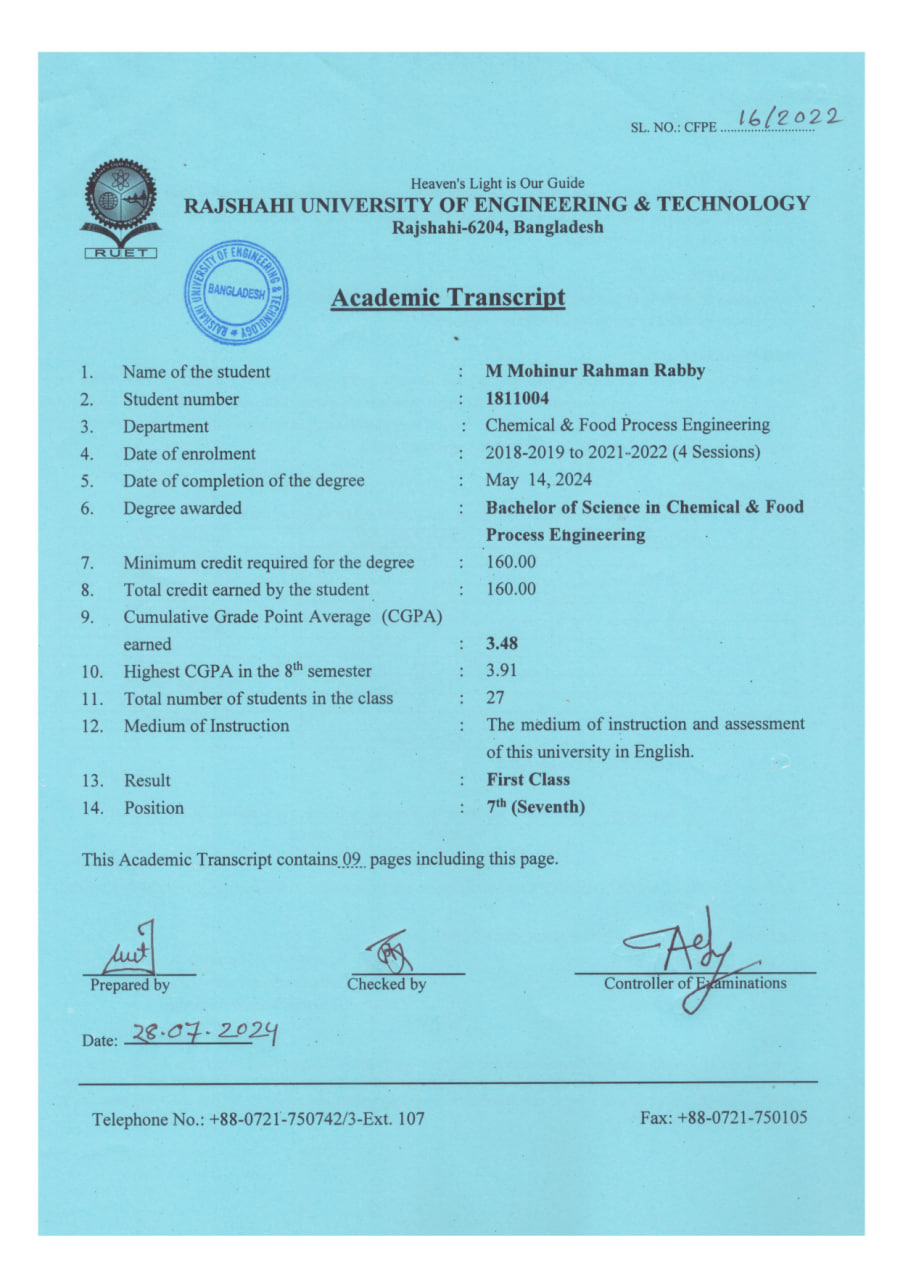 SL. NO.: CFPE 16/2022
Heaven's Light is Our Guide
RAJSHAHI UNIVERSITY OF ENGINEERING & TECHNOLOGY
Rajshahi-6204, Bangladesh
RUET
RAJSHAHI UNIVERSITY OF ENGINEERING & TECHNOLOGY
BANGLADESH
Academic Transcript
1. Name of the student : M Mohinur Rahman Rabby
2. Student number : 1811004
3. Department : Chemical & Food Process Engineering
4. Date of enrolment : 2018-2019 to 2021-2022 (4 Sessions)
5. Date of completion of the degree : May 14, 2024
6. Degree awarded : Bachelor of Science in Chemical & Food
Process Engineering
7. Minimum credit required for the degree : 160.00
8. Total credit earned by the student : 160.00
9. Cumulative Grade Point Average (CGPA)
earned : 3.48
10. Highest CGPA in the 8th semester : 3.91
11. Total number of students in the class : 27
12. Medium of Instruction : The medium of instruction and assessment
of this university in English.
13. Result : First Class
14. Position : 7th (Seventh)
This Academic Transcript contains 09 pages including this page.
Prepared by Checked by Controller of Examinations
Date: 28.07.2024
Telephone No.: +88-0721-750742/3-Ext. 107 Fax: +88-0721-750105